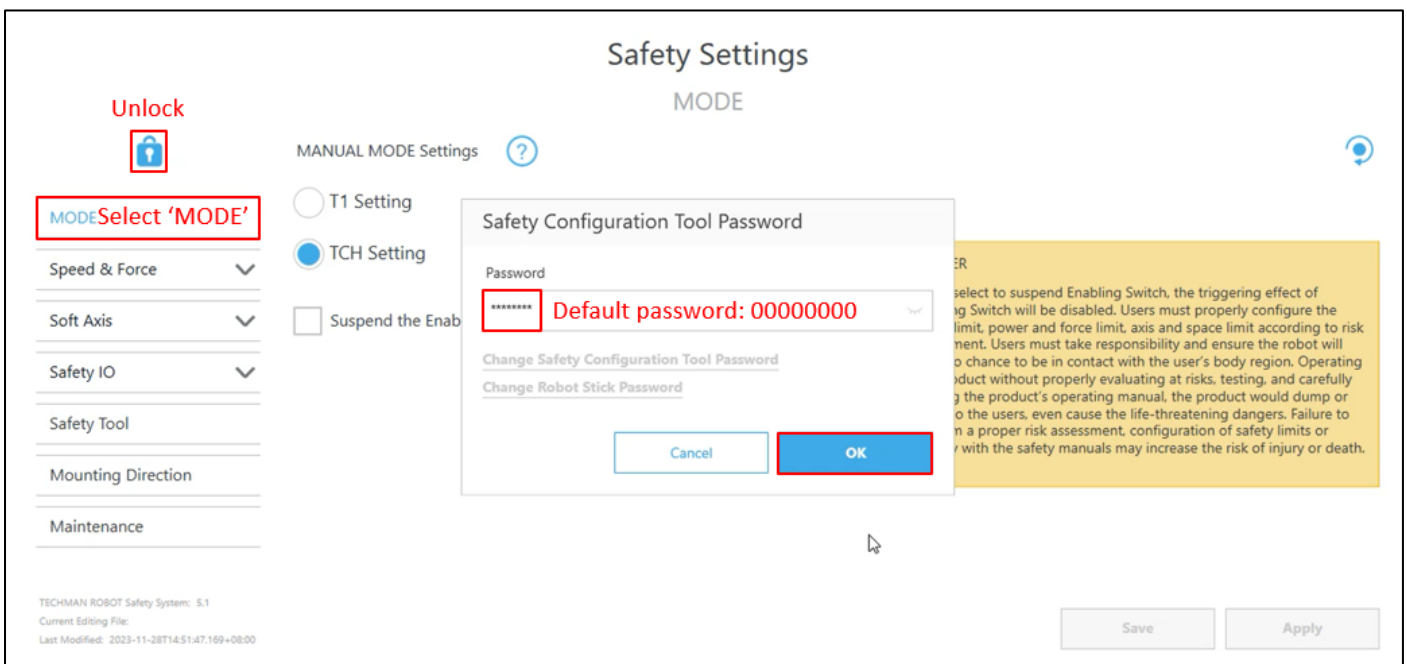 Safety Settings
MODE
Unlock
MANUAL MODE Settings ?
MODE Select ‘MODE’
Speed & Force
Soft Axis
Safety IO
Safety Tool
Mounting Direction
Maintenance
T1 Setting
TCH Setting
Suspend the Enab
Safety Configuration Tool Password
Password
******** Default password: 00000000
Change Safety Configuration Tool Password
Change Robot Stick Password
Cancel OK
ER
select to suspend Enabling Switch, the triggering effect of
ng Switch will be disabled. Users must properly configure the
limit, power and force limit, axis and space limit according to risk
ment. Users must take responsibility and ensure the robot will
o chance to be in contact with the user's body region. Operating
oduct without properly evaluating at risks, testing, and carefully
g the product's operating manual, the product would dump or
o the users, even cause the life-threatening dangers. Failure to
m a proper risk assessment, configuration of safety limits or
y with the safety manuals may increase the risk of injury or death.
TECHMAN ROBOT Safety System: 5.1
Current Editing File:
Last Modified: 2023-11-28T14:51:47.169+08:00
Save Apply